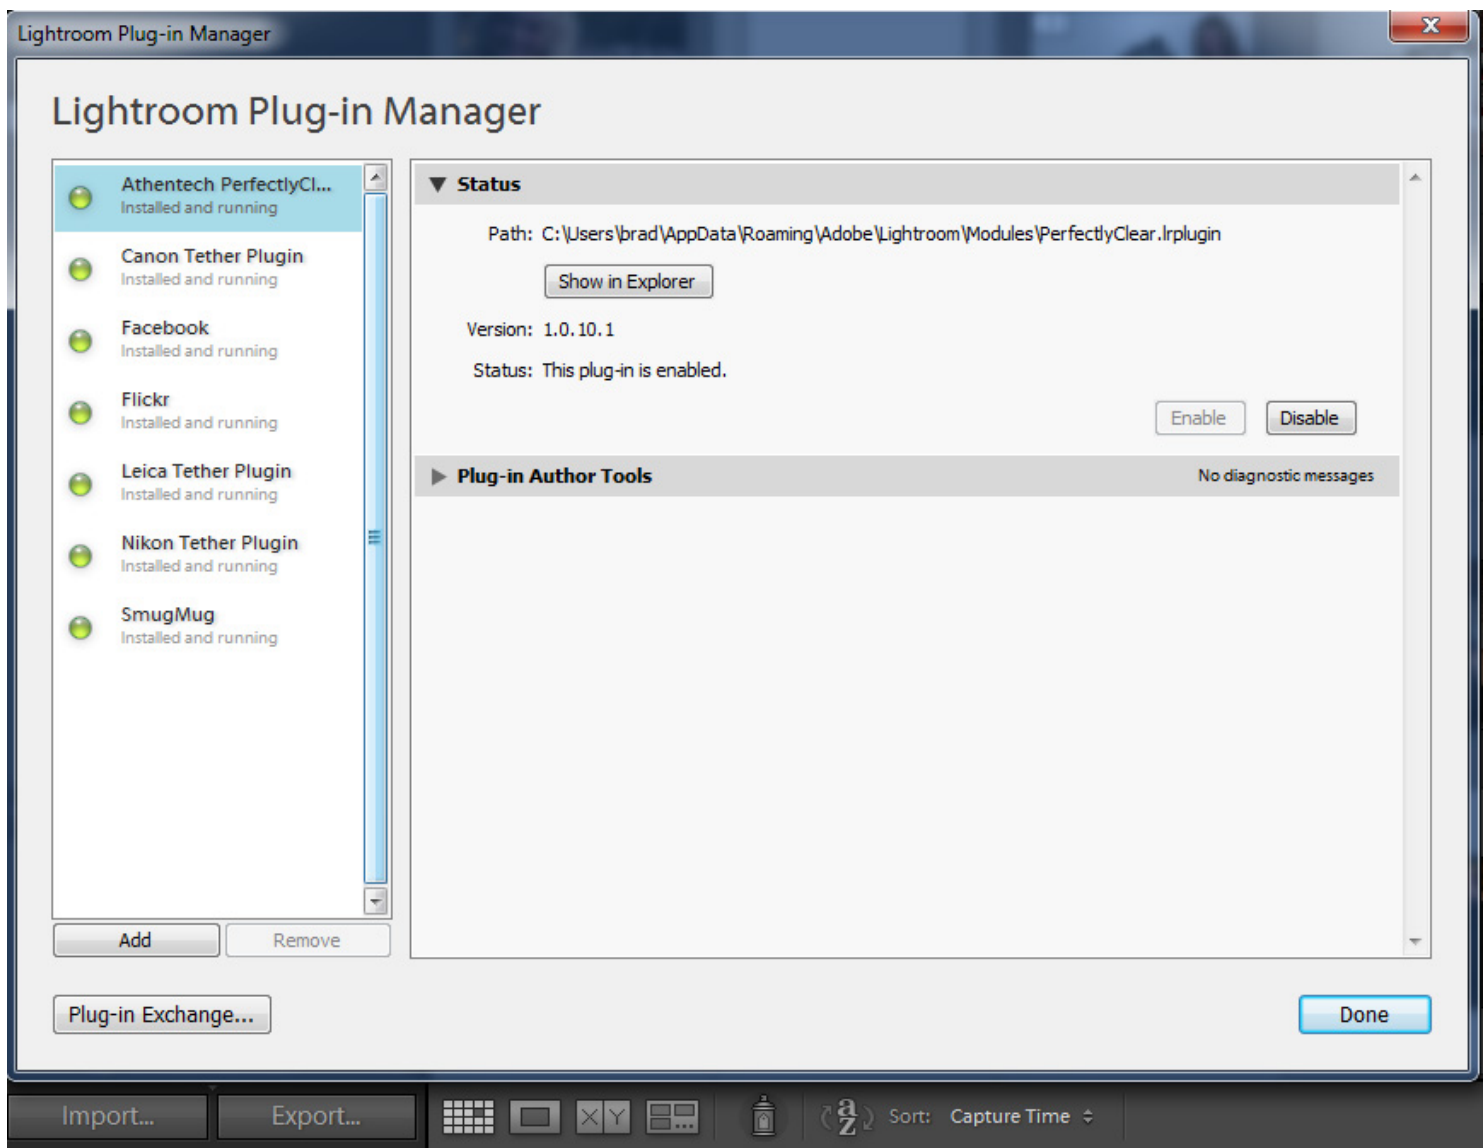 Lightroom Plug-in Manager
X
Lightroom Plug-in Manager
Athentech PerfectlyCl...
Installed and running
Canon Tether Plugin
Installed and running
Facebook
Installed and running
Flickr
Installed and running
Leica Tether Plugin
Installed and running
Nikon Tether Plugin
Installed and running
SmugMug
Installed and running
Add Remove
Status
Path: C:\Users\brad\AppData\Roaming\Adobe\Lightroom\Modules\PerfectlyClear.lrplugin
Show in Explorer
Version: 1.0.10.1
Status: This plug-in is enabled.
Enable Disable
Plug-in Author Tools No diagnostic messages
Plug-in Exchange... Done
Import... Export... X Y a z Sort: Capture Time